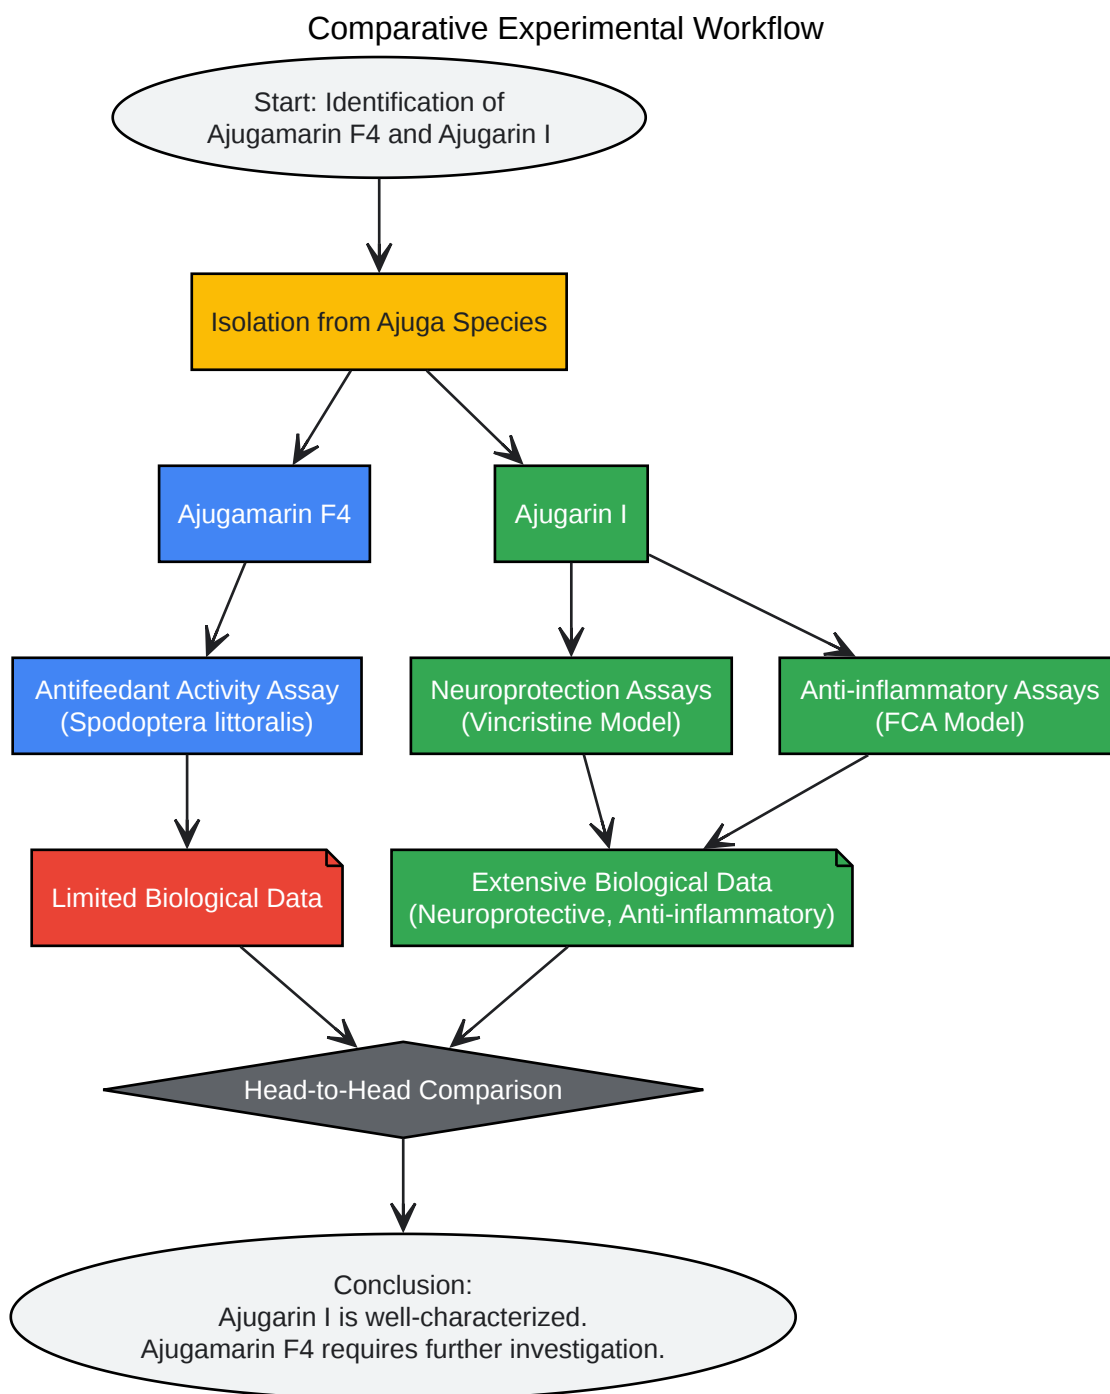 Comparative Experimental Workflow
Start: Identification of
Ajugamarin F4 and Ajugarin I
Isolation from Ajuga Species
Ajugamarin F4
Ajugarin I
Antifeedant Activity Assay
(Spodoptera littoralis)
Neuroprotection Assays
(Vincristine Model)
Anti-inflammatory Assays
(FCA Model)
Limited Biological Data
Extensive Biological Data
(Neuroprotective, Anti-inflammatory)
Head-to-Head Comparison
Conclusion:
Ajugarin I is well-characterized.
Ajugamarin F4 requires further investigation.